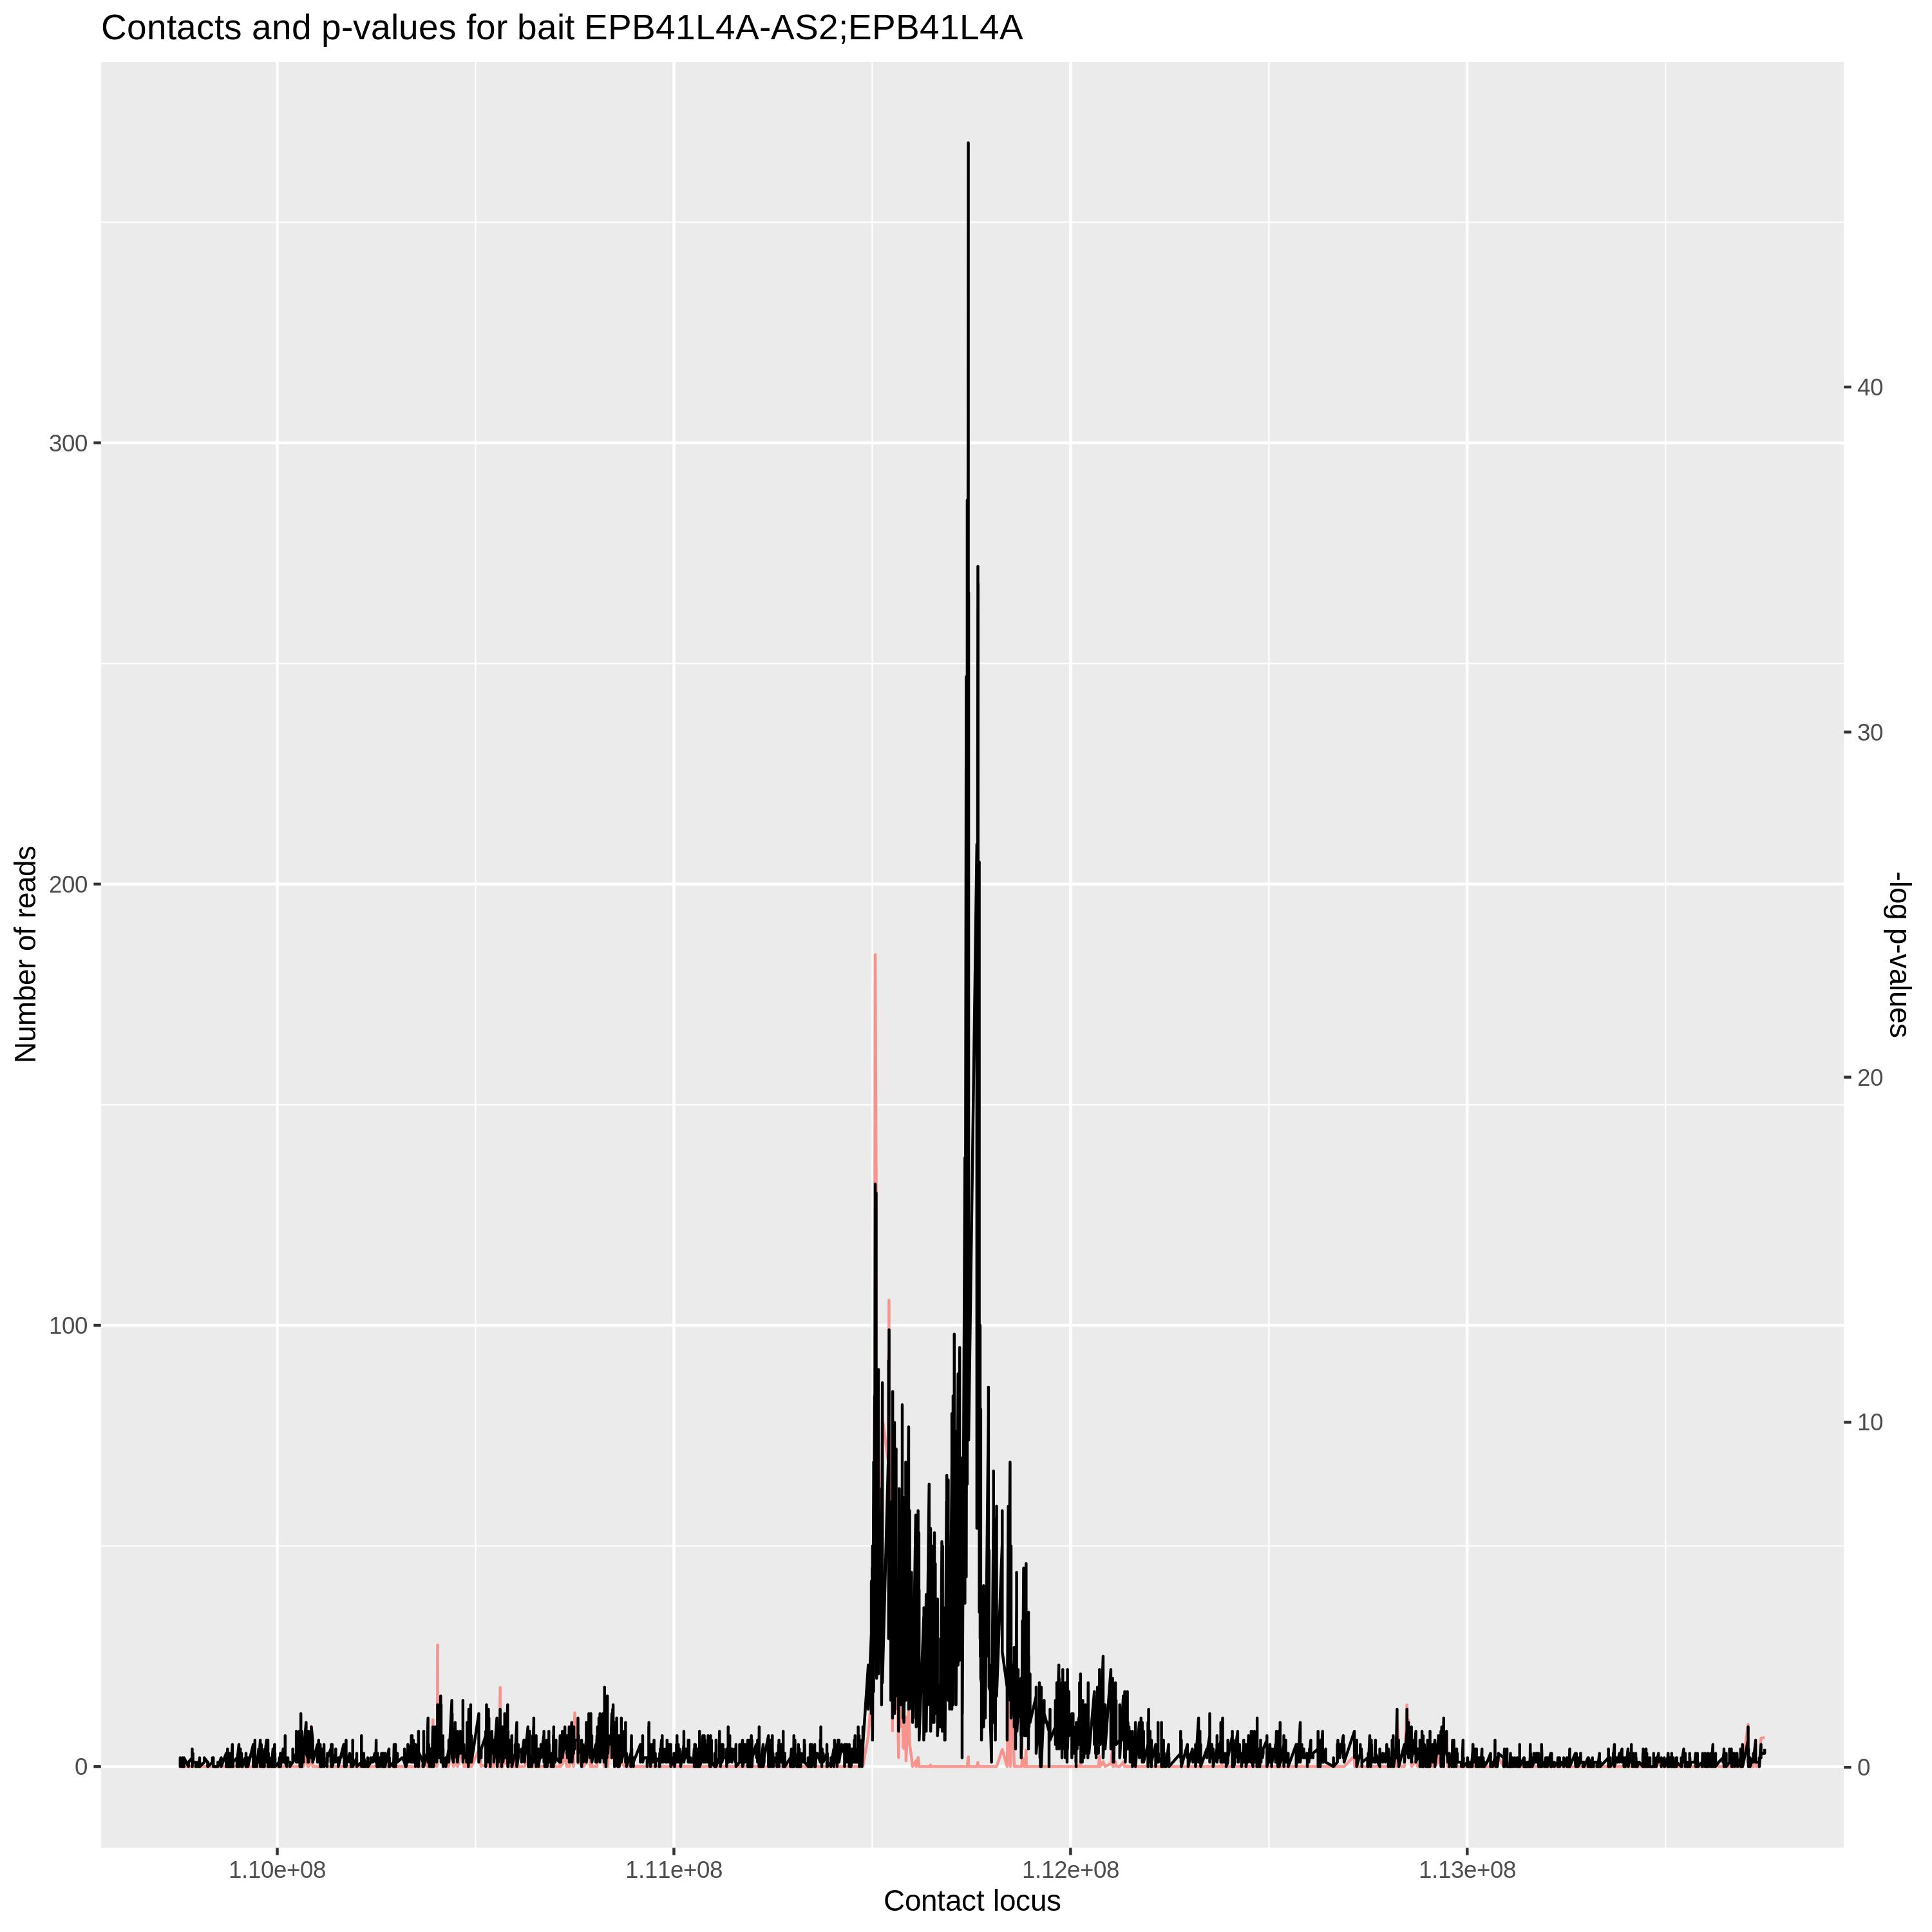 Contacts and p-values for bait EPB41L4A-AS2;EPB41L4A
300
200
100
0
Number of reads
40
30
20
10
0
-log p-values
1.10e+08
1.11e+08
1.12e+08
1.13e+08
Contact locus